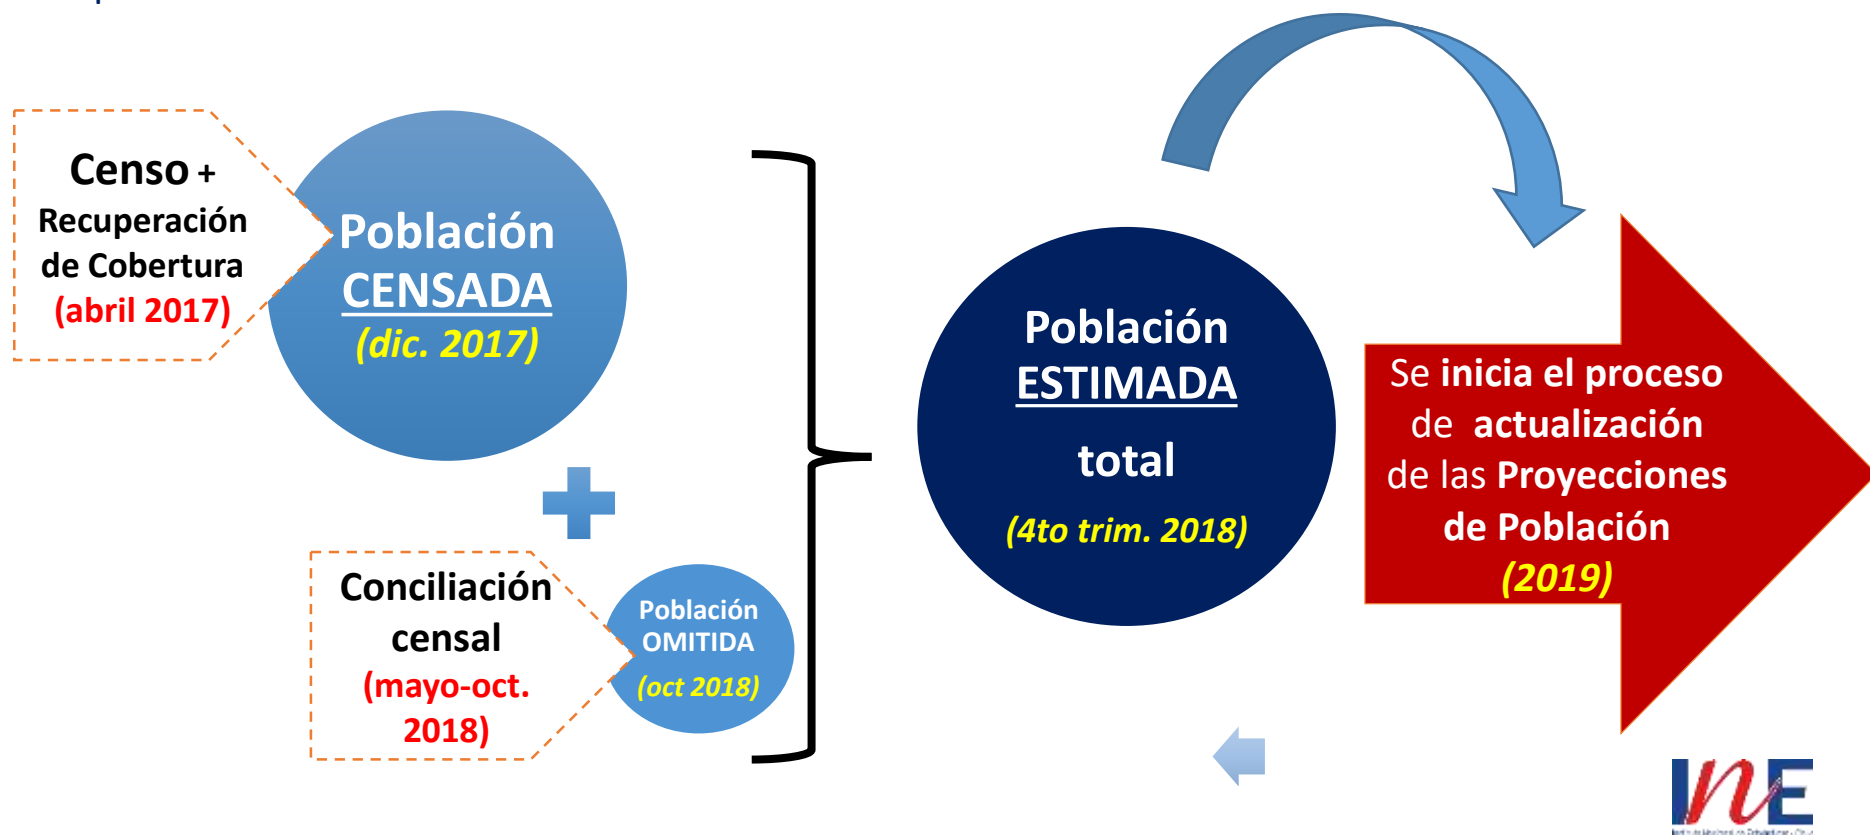 Censo +
Recuperación
de Cobertura
(abril 2017)
Población
CENSADA
(dic. 2017)
Conciliación
censal
(mayo-oct.
2018)
Población
OMITIDA
(oct 2018)
Población
ESTIMADA
total
(4to trim. 2018)
Se inicia el proceso
de actualización
de las Proyecciones
de Población
(2019)
INE